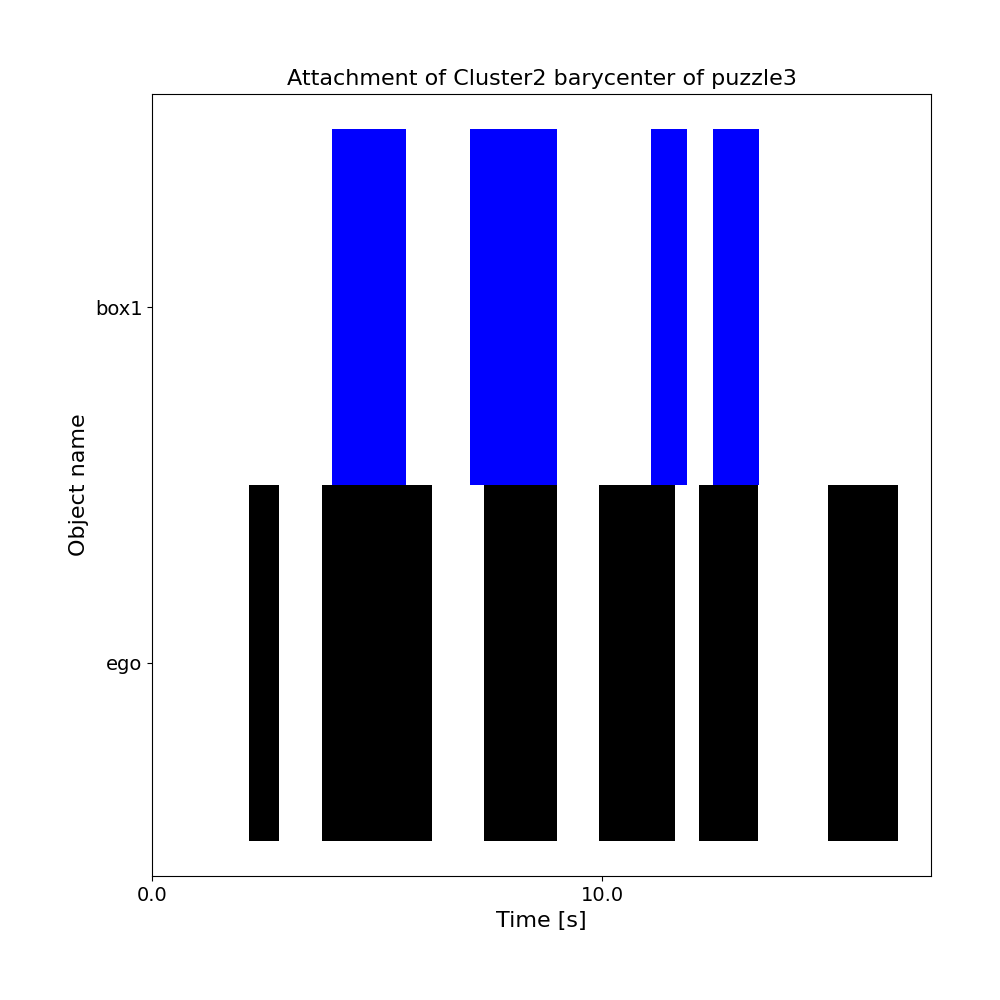 Attachment of Cluster2 barycenter of puzzle3
box1
Object name
ego
0.0
10.0
Time [s]